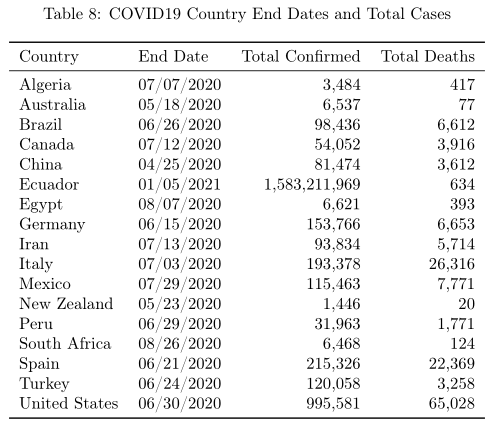 Table 8: COVID19 Country End Dates and Total Cases
Country End Date Total Confirmed Total Deaths
Algeria 07/07/2020 3,484 417
Australia 05/18/2020 6,537 77
Brazil 06/26/2020 98,436 6,612
Canada 07/12/2020 54,052 3,916
China 04/25/2020 81,474 3,612
Ecuador 01/05/2021 1,583,211,969 634
Egypt 08/07/2020 6,621 393
Germany 06/15/2020 153,766 6,653
Iran 07/13/2020 93,834 5,714
Italy 07/03/2020 193,378 26,316
Mexico 07/29/2020 115,463 7,771
New Zealand 05/23/2020 1,446 20
Peru 06/29/2020 31,963 1,771
South Africa 08/26/2020 6,468 124
Spain 06/21/2020 215,326 22,369
Turkey 06/24/2020 120,058 3,258
United States 06/30/2020 995,581 65,028